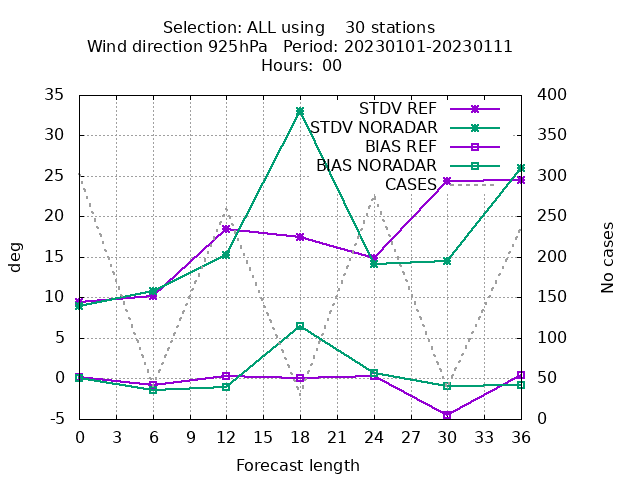 Selection: ALL using    30 stations
Wind direction 925hPa   Period: 20230101-20230111
Hours:  00
35
30
25
20
15
10
5
0
-5
deg
400
350
300
250
200
150
100
50
0
No cases
STDV REF
STDV NORADAR
BIAS REF
BIAS NORADAR
CASES
0 3 6 9 12 15 18 21 24 27 30 33 36
Forecast length